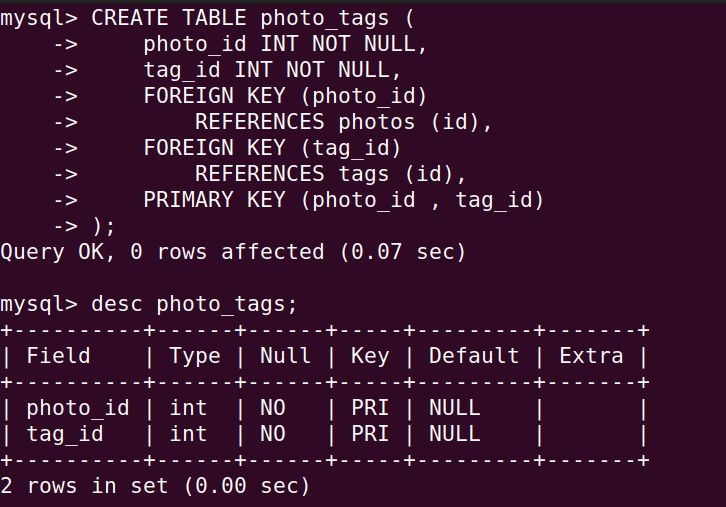 mysql> CREATE TABLE photo_tags (
    ->     photo_id INT NOT NULL,
    ->     tag_id INT NOT NULL,
    ->     FOREIGN KEY (photo_id)
    ->         REFERENCES photos (id),
    ->     FOREIGN KEY (tag_id)
    ->         REFERENCES tags (id),
    ->     PRIMARY KEY (photo_id , tag_id)
    -> );
Query OK, 0 rows affected (0.07 sec)

mysql> desc photo_tags;
+----------+------+------+-----+---------+-------+
| Field    | Type | Null | Key | Default | Extra |
+----------+------+------+-----+---------+-------+
| photo_id | int  | NO   | PRI | NULL    |       |
| tag_id   | int  | NO   | PRI | NULL    |       |
+----------+------+------+-----+---------+-------+
2 rows in set (0.00 sec)